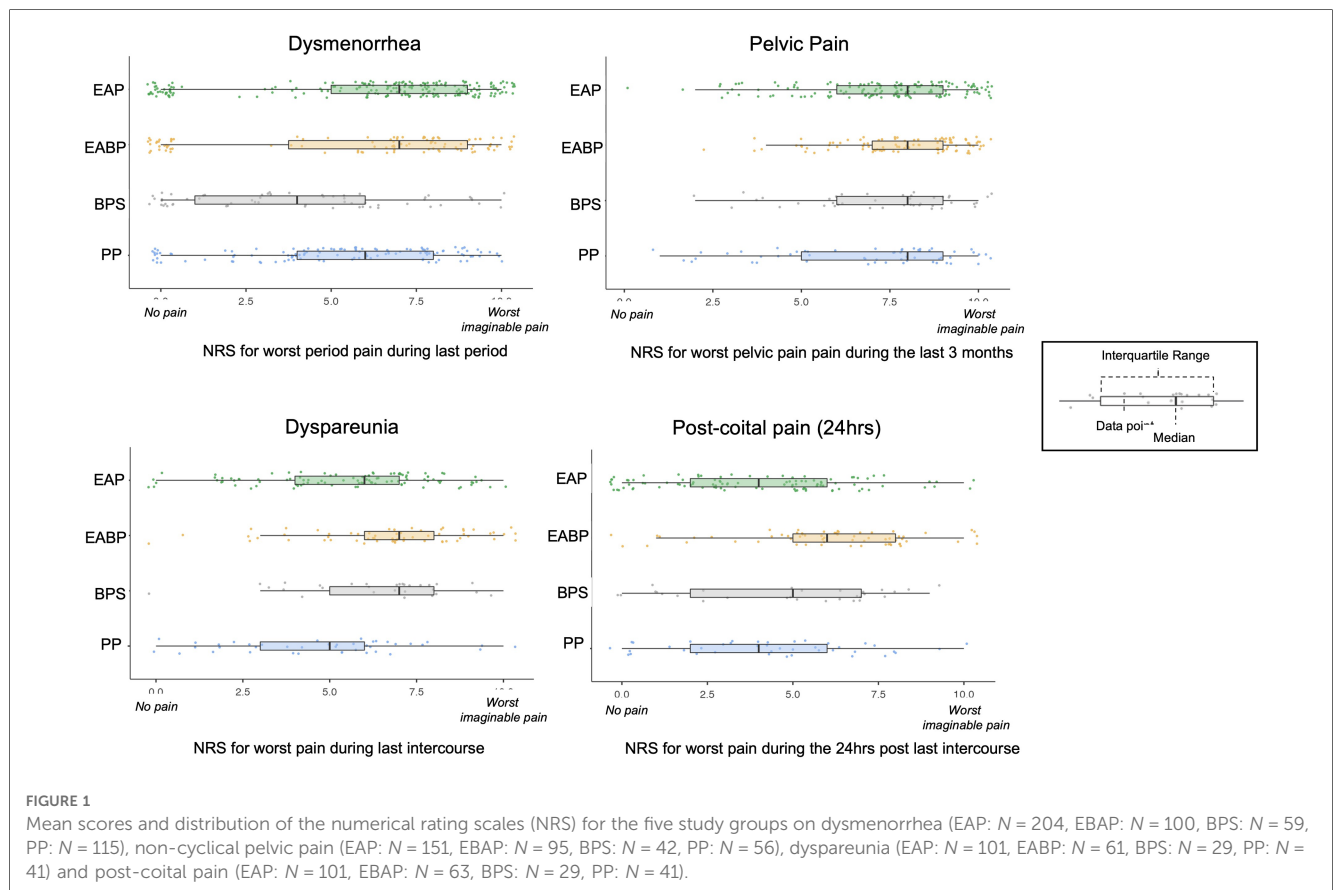 Dysmenorrhea
EAP
EABP
BPS
PP
2.5 5.0 7.5
No pain
Worst
imaginable pain
NRS for worst period pain during last period
Pelvic Pain
EAP
EABP
BPS
PP
2.5 5.0 7.5
No pain
Worst
imaginable pain
NRS for worst pelvic pain pain during the last 3 months
Interquartile Range
Data
Median
Dyspareunia
EAP
EABP
BPS
PP
2.5 5.0 7.5
No pain
Worst
imaginable pain
NRS for worst pain during last intercourse
Post-coital pain (24hrs)
EAP
EABP
BPS
PP
0.0 2.5 5.0 7.5 10.0
No pain
Worst
imaginable pain
NRS for worst pain during the 24hrs post last intercourse
FIGURE 1
Mean scores and distribution of the numerical rating scales (NRS) for the five study groups on dysmenorrhea (EAP: N = 204, EBAP: N = 100, BPS: N = 59,
PP: N = 115), non-cyclical pelvic pain (EAP: N = 151, EBAP: N = 95, BPS: N = 42, PP: N = 56), dyspareunia (EAP: N = 101, EABP: N = 61, BPS: N = 29, PP: N =
41) and post-coital pain (EAP: N = 101, EBAP: N = 63, BPS: N = 29, PP: N = 41).